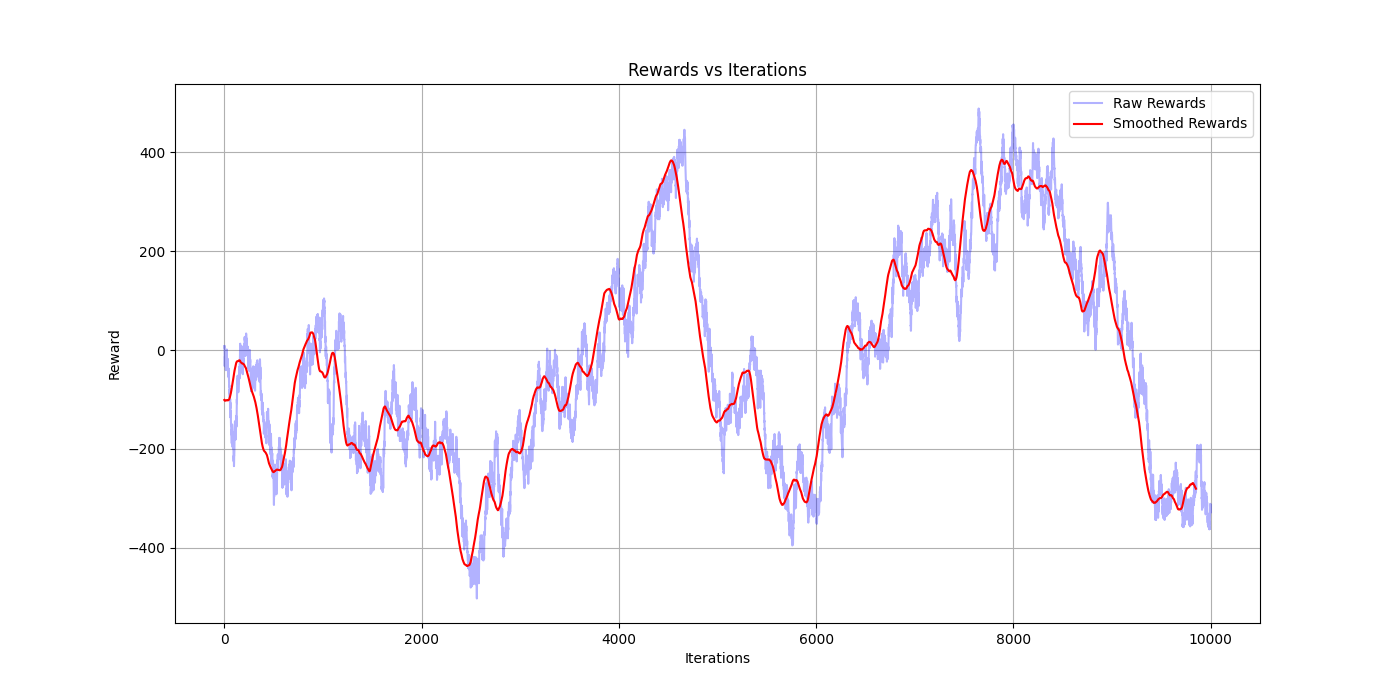 Rewards vs Iterations
Raw Rewards
Smoothed Rewards
400
200
0
−200
−400
Reward
0 2000 4000 6000 8000 10000
Iterations